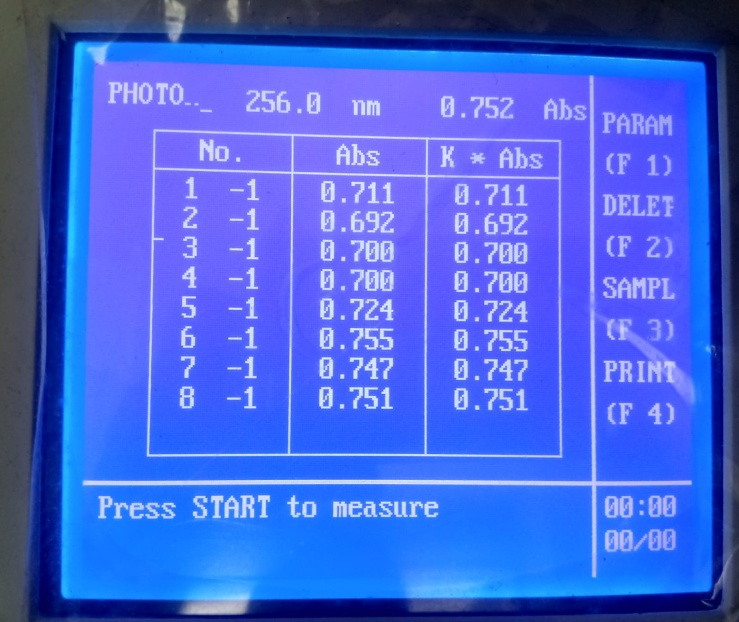 PHOTO.._ 256.0 nm 0.752 Abs
No. Abs K * Abs
1 -1 0.711 0.711
2 -1 0.692 0.692
3 -1 0.700 0.700
4 -1 0.700 0.700
5 -1 0.724 0.724
6 -1 0.755 0.755
7 -1 0.747 0.747
8 -1 0.751 0.751
Press START to measure
PARAM
(F 1)
DELET
(F 2)
SAMPL
(F 3)
PRINT
(F 4)
00:00
00/00